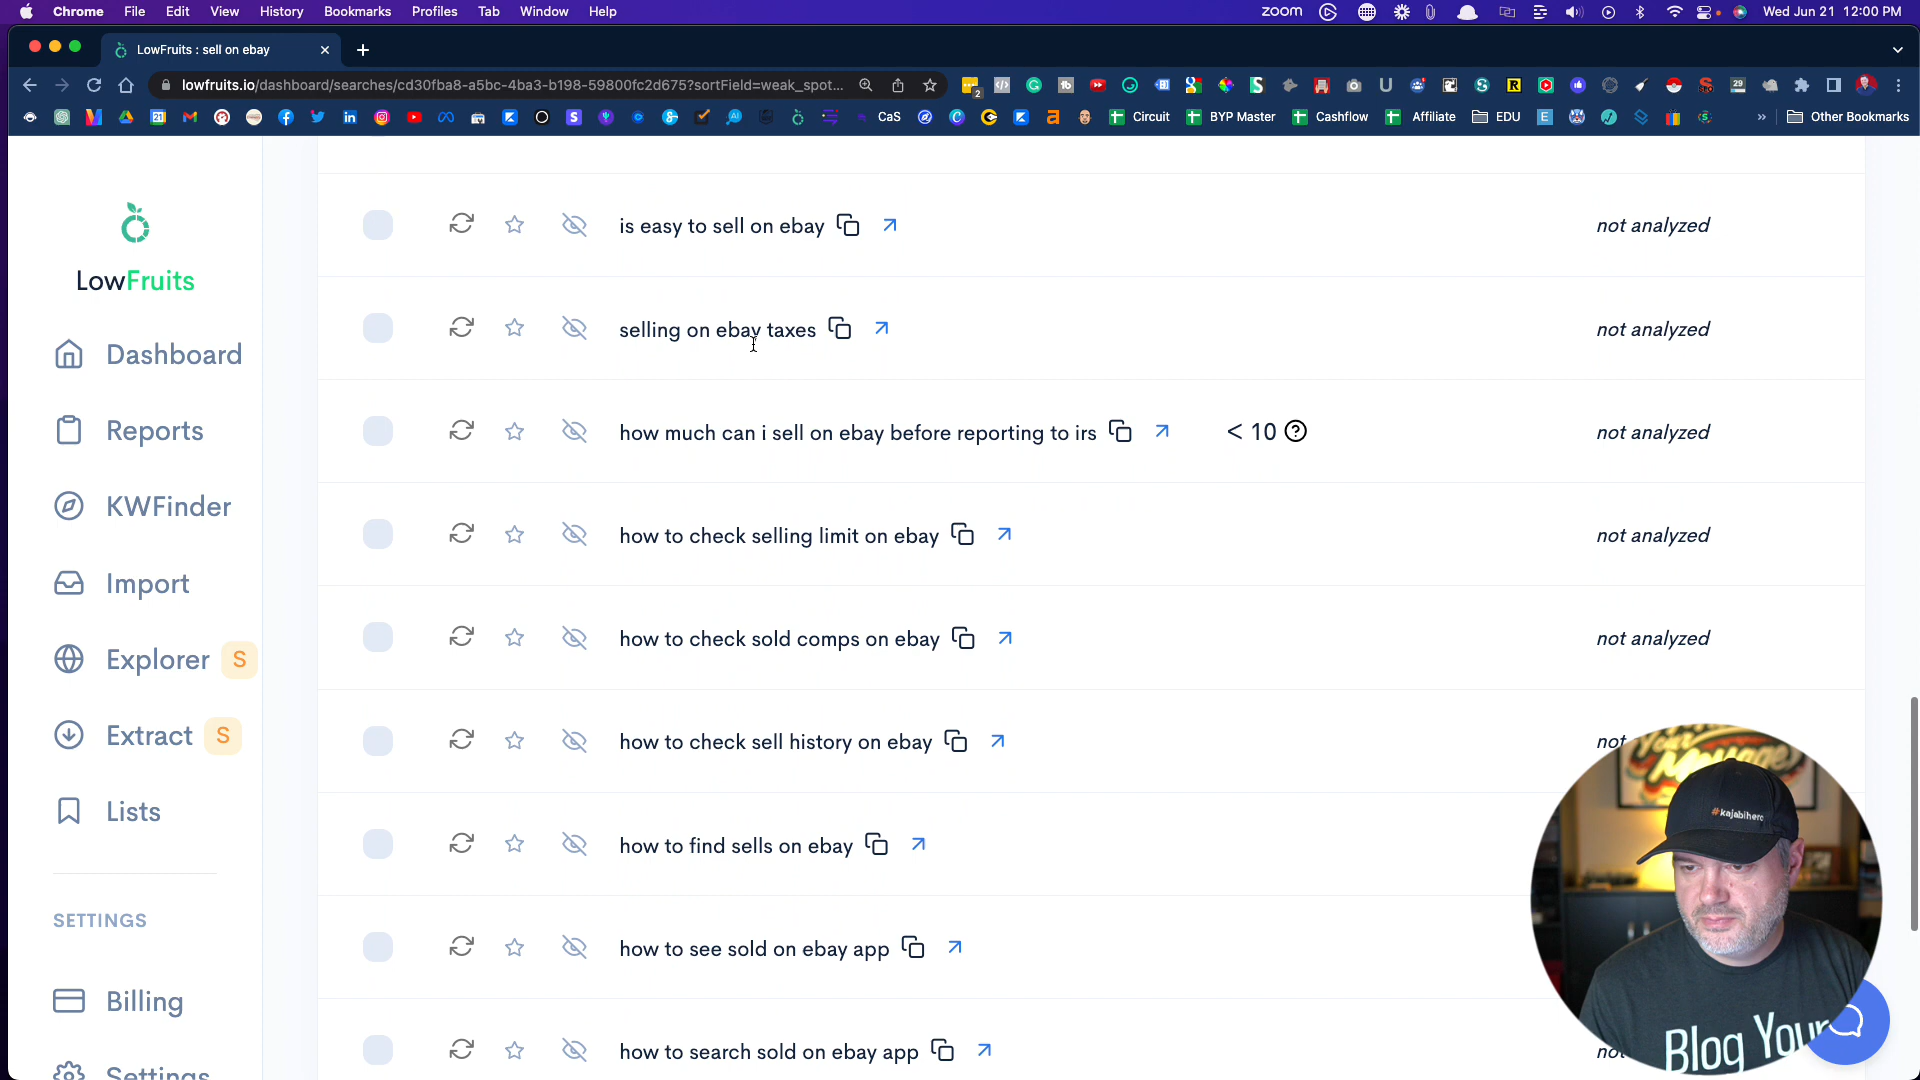 Chrome File Edit View History Bookmarks Profiles Tab Window Help
zoom
Wed Jun 21 12:00 PM
LowFruits : sell on ebay
lowfruits.io/dashboard/searches/cd30fba8-a5bc-4ba3-b198-59800fc2d675?sortField=weak_spot...
CaS Circuit BYP Master Cashflow Affiliate EDU Other Bookmarks
LowFruits
Dashboard
Reports
KWFinder
Import
Explorer S
Extract S
Lists
SETTINGS
Billing
Settings
is easy to sell on ebay not analyzed
selling on ebay taxes not analyzed
how much can i sell on ebay before reporting to irs < 10 not analyzed
how to check selling limit on ebay not analyzed
how to check sold comps on ebay not analyzed
how to check sell history on ebay not
how to find sells on ebay
how to see sold on ebay app
how to search sold on ebay app
Your
Message
#kajabihero
Blog Your